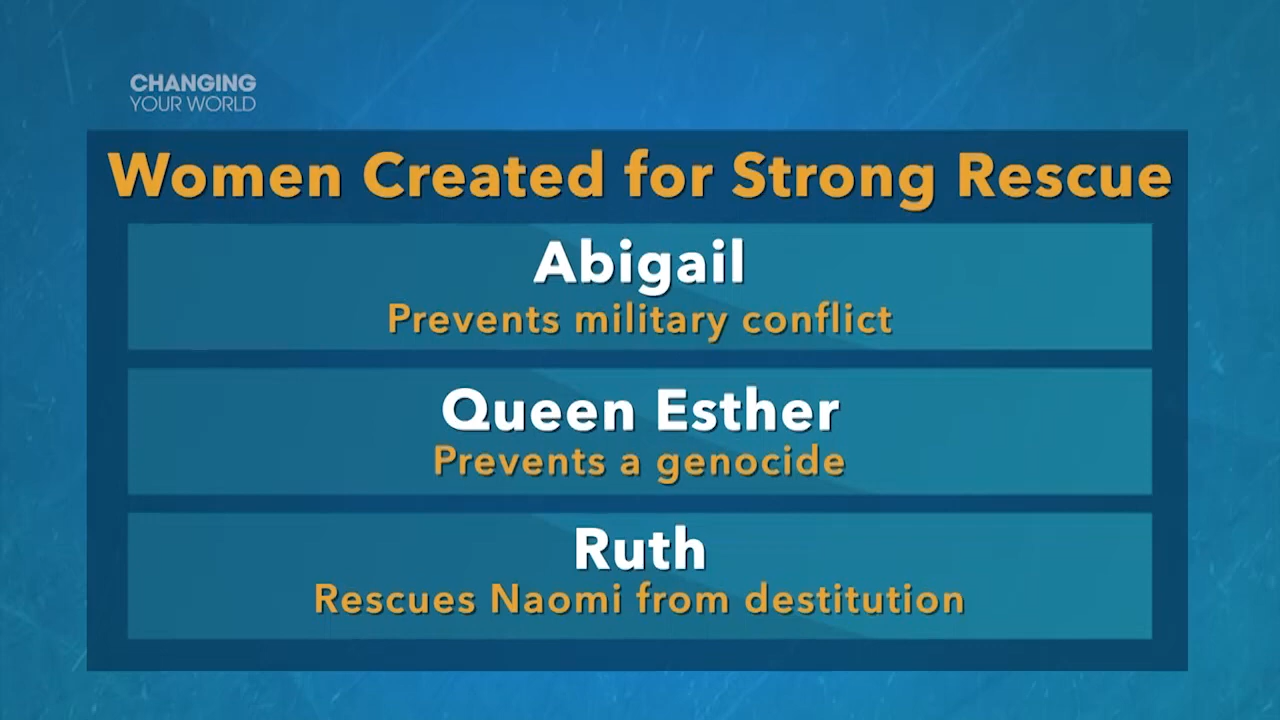 CHANGING
YOUR WORLD
Women Created for Strong Rescue
Abigail
Prevents military conflict
Queen Esther
Prevents a genocide
Ruth
Rescues Naomi from destitution